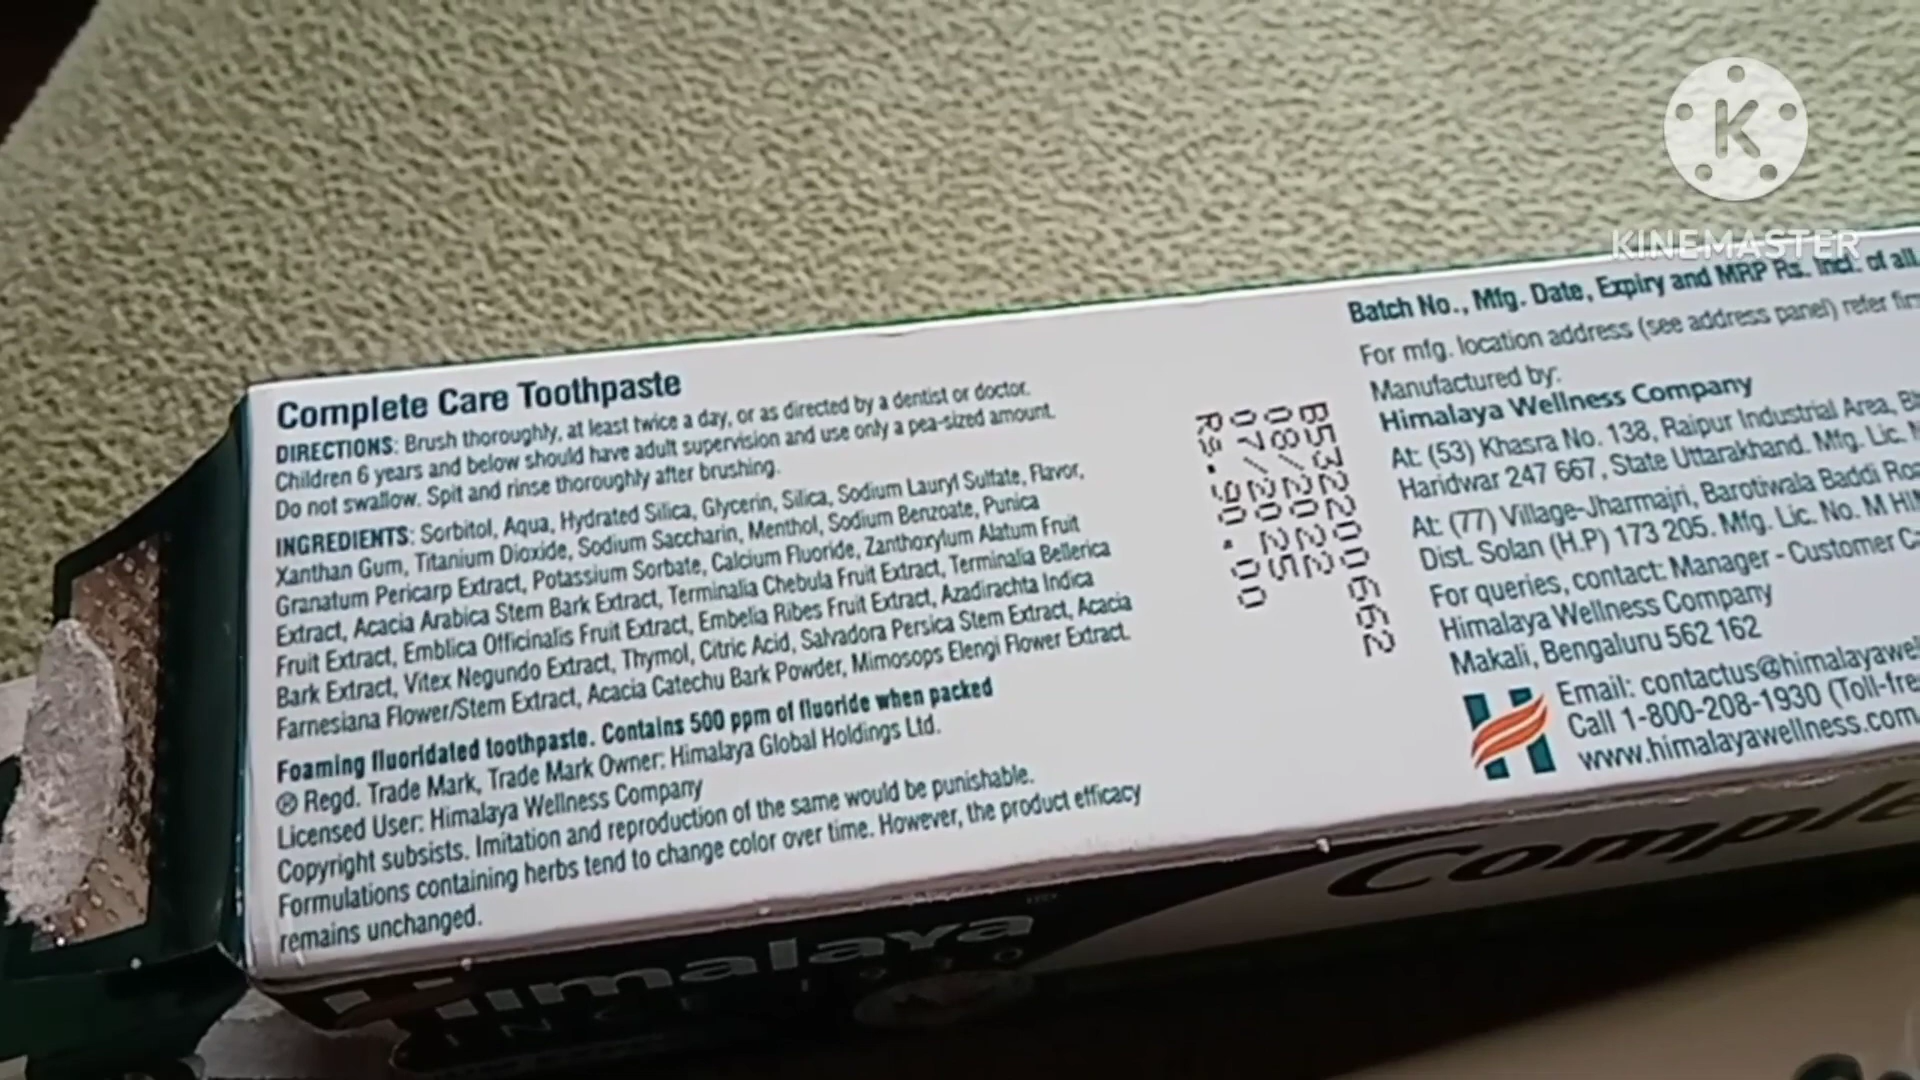 KINEMASTER
Complete Care Toothpaste
DIRECTIONS: Brush thoroughly, at least twice a day, or as directed by a dentist or doctor.
Children 6 years and below should have adult supervision and use only a pea-sized amount.
Do not swallow. Spit and rinse thoroughly after brushing.
INGREDIENTS: Sorbitol, Aqua, Hydrated Silica, Glycerin, Silica, Sodium Lauryl Sulfate, Flavor,
Xanthan Gum, Titanium Dioxide, Sodium Saccharin, Menthol, Sodium Benzoate, Punica
Granatum Pericarp Extract, Potassium Sorbate, Calcium Fluoride, Zanthoxylum Alatum Fruit
Extract, Acacia Arabica Stem Bark Extract, Terminalia Chebula Fruit Extract, Terminalia Bellerica
Fruit Extract, Emblica Officinalis Fruit Extract, Embelia Ribes Fruit Extract, Azadirachta Indica
Bark Extract, Vitex Negundo Extract, Thymol, Citric Acid, Salvadora Persica Stem Extract, Acacia
Farnesiana Flower/Stem Extract, Acacia Catechu Bark Powder, Mimosops Elengi Flower Extract.
Foaming fluoridated toothpaste. Contains 500 ppm of fluoride when packed
® Regd. Trade Mark, Trade Mark Owner: Himalaya Global Holdings Ltd.
Licensed User: Himalaya Wellness Company
Copyright subsists. Imitation and reproduction of the same would be punishable.
Formulations containing herbs tend to change color over time. However, the product efficacy
remains unchanged.
B532200662
08/2022
07/2025
Rs.90.00
Batch No., Mfg. Date, Expiry and MRP Rs. Incl. of all
For mfg. location address (see address panel) refer
Manufactured by:
Himalaya Wellness Company
At: (53) Khasra No. 138, Raipur Industrial Area,
Haridwar 247 667, State Uttarakhand. Mfg. Lic.
At: (77) Village-Jharmajri, Barotiwala Baddi
Dist. Solan (H.P) 173 205. Mfg. Lic. No. M
For queries, contact: Manager - Customer
Himalaya Wellness Company
Makali, Bengaluru 562 162
Email: contactus@himalayawel
Call 1-800-208-1930 (Toll-fre
www.himalayawellness.com
Himalaya
Comple